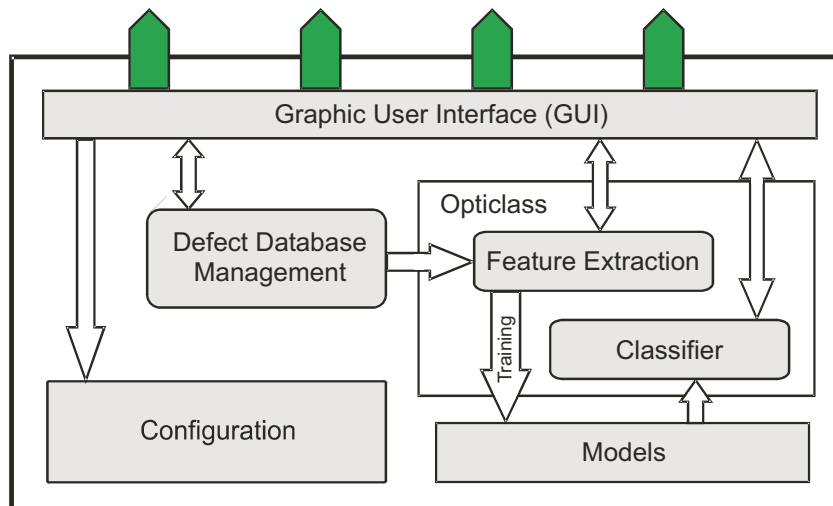 Graphic User Interface (GUI)
Opticlass
Defect Database
Management
Feature Extraction
Training
Classifier
Configuration
Models